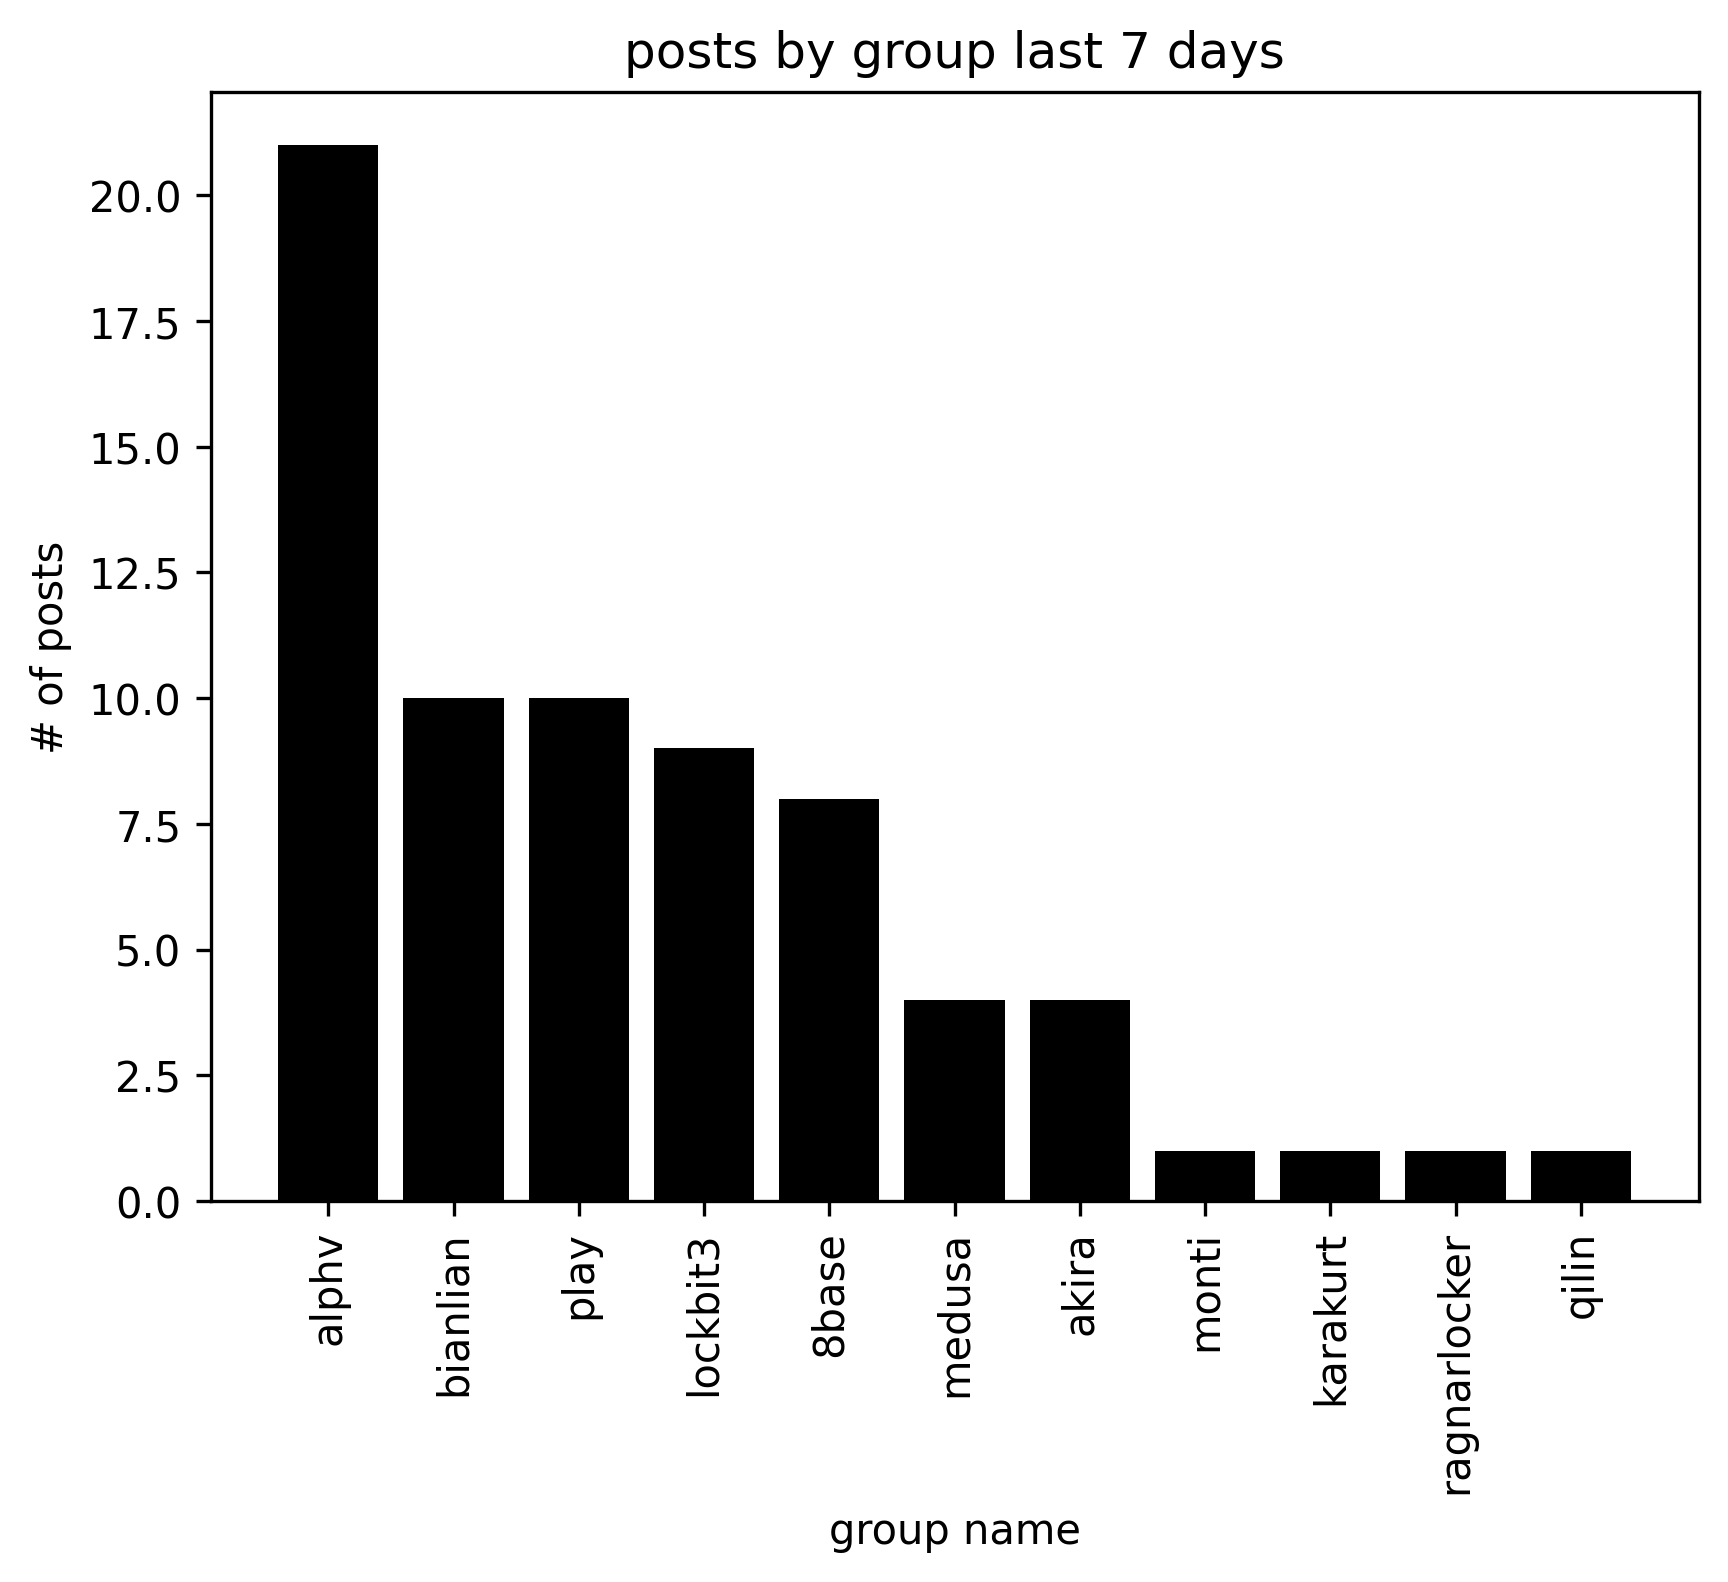 posts by group last 7 days
# of posts
20.0
17.5
15.0
12.5
10.0
7.5
5.0
2.5
0.0
alphv
bianlian
play
lockbit3
8base
medusa
akira
monti
karakurt
ragnarlocker
qilin
group name